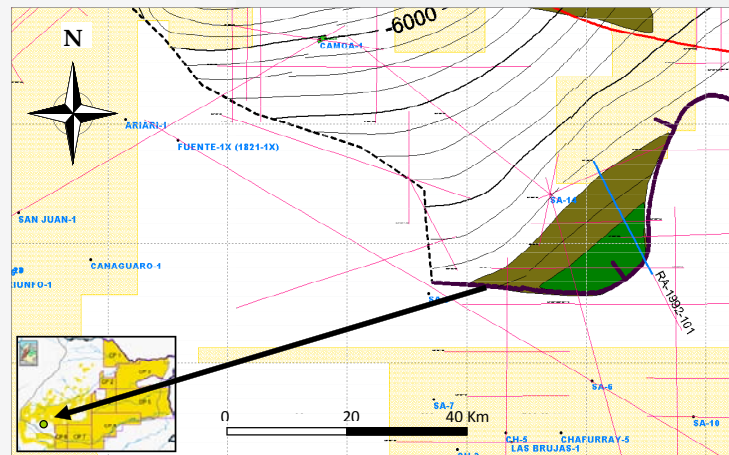 N
-6000
CAMOA-1
ARIARI-1
FUENTE-1X (1821-1X)
SA-14
SAN JUAN-1
CANAGUARO-1
RA-1992-101
SA-6
SA-7
SA-10
CH-5
CHAFURRAY-5
LAS BRUJAS-1
0
20
40 Km